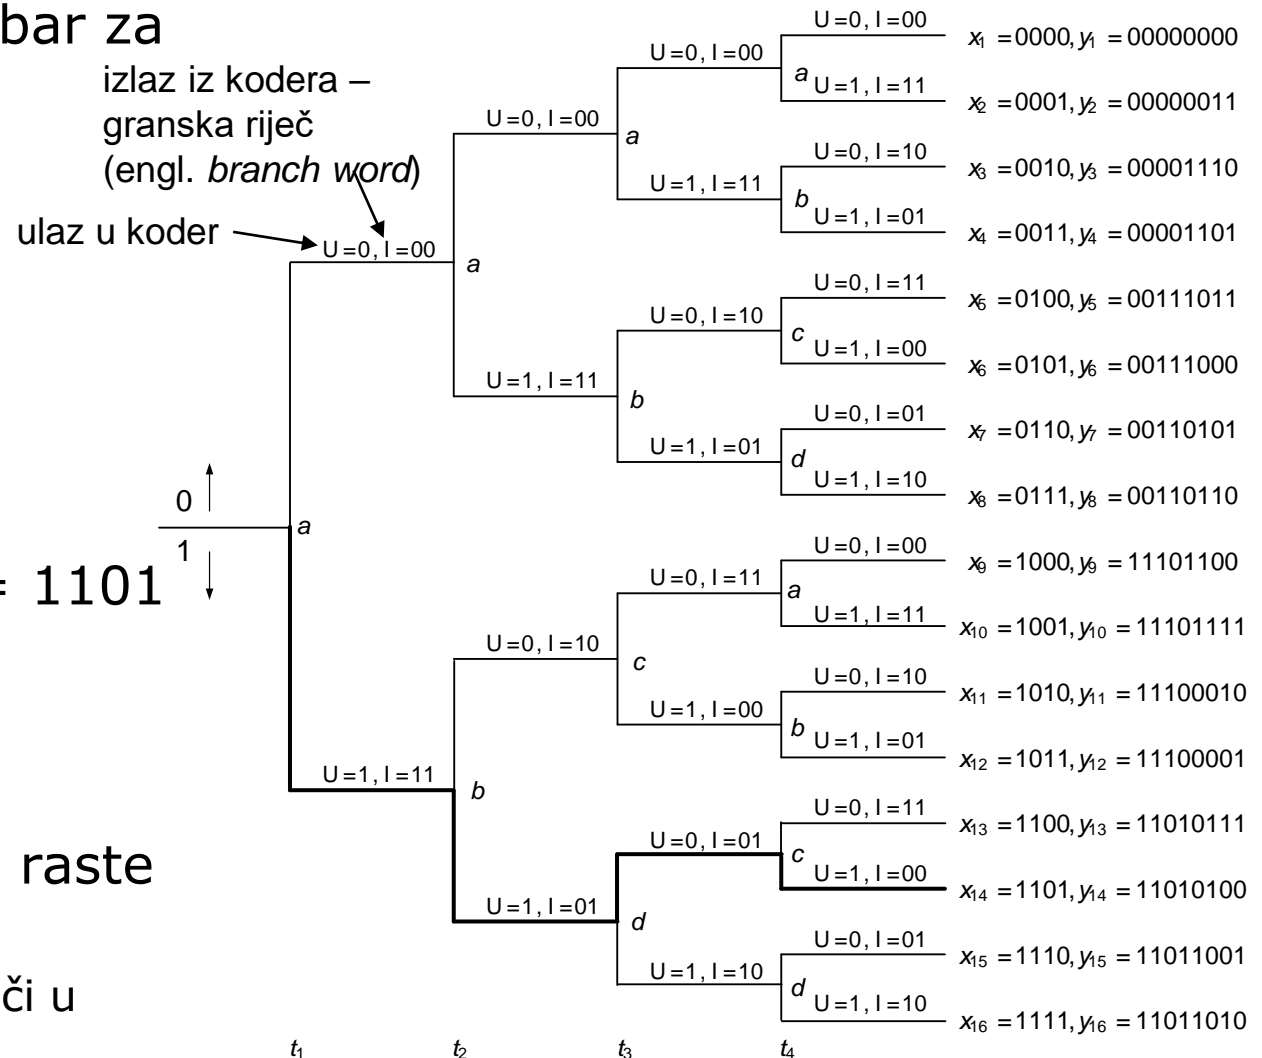 bar za
izlaz iz kodera –
granska riječ
(engl. branch word)
ulaz u koder
0
1
a
= 1101
raste
či u
U=0, I=00
a
U=1, I=11
b
U=0, I=00
a
U=1, I=11
b
U=0, I=10
c
U=1, I=01
d
U=0, I=00
a
U=1, I=11
b
U=0, I=10
c
U=1, I=01
d
U=0, I=11
a
U=1, I=00
b
U=0, I=01
c
U=1, I=10
d
U=0, I=00
U=1, I=11
U=0, I=10
U=1, I=01
U=0, I=11
U=1, I=00
U=0, I=01
U=1, I=10
U=0, I=00
U=1, I=11
U=0, I=10
U=1, I=01
U=0, I=11
U=1, I=00
U=0, I=01
U=1, I=10
x1 =0000, y1 = 00000000
x2 =0001, y2 = 00000011
x3 =0010, y3 = 00001110
x4 =0011, y4 = 00001101
x5 =0100, y5 = 00111011
x6 =0101, y6 = 00111000
x7 =0110, y7 = 00110101
x8 =0111, y8 = 00110110
x9 =1000, y9 = 11101100
x10 =1001, y10 = 11101111
x11 =1010, y11 = 11100010
x12 =1011, y12 = 11100001
x13 =1100, y13 = 11010111
x14 =1101, y14 = 11010100
x15 =1110, y15 = 11011001
x16 =1111, y16 = 11011010
t1 t2 t3 t4